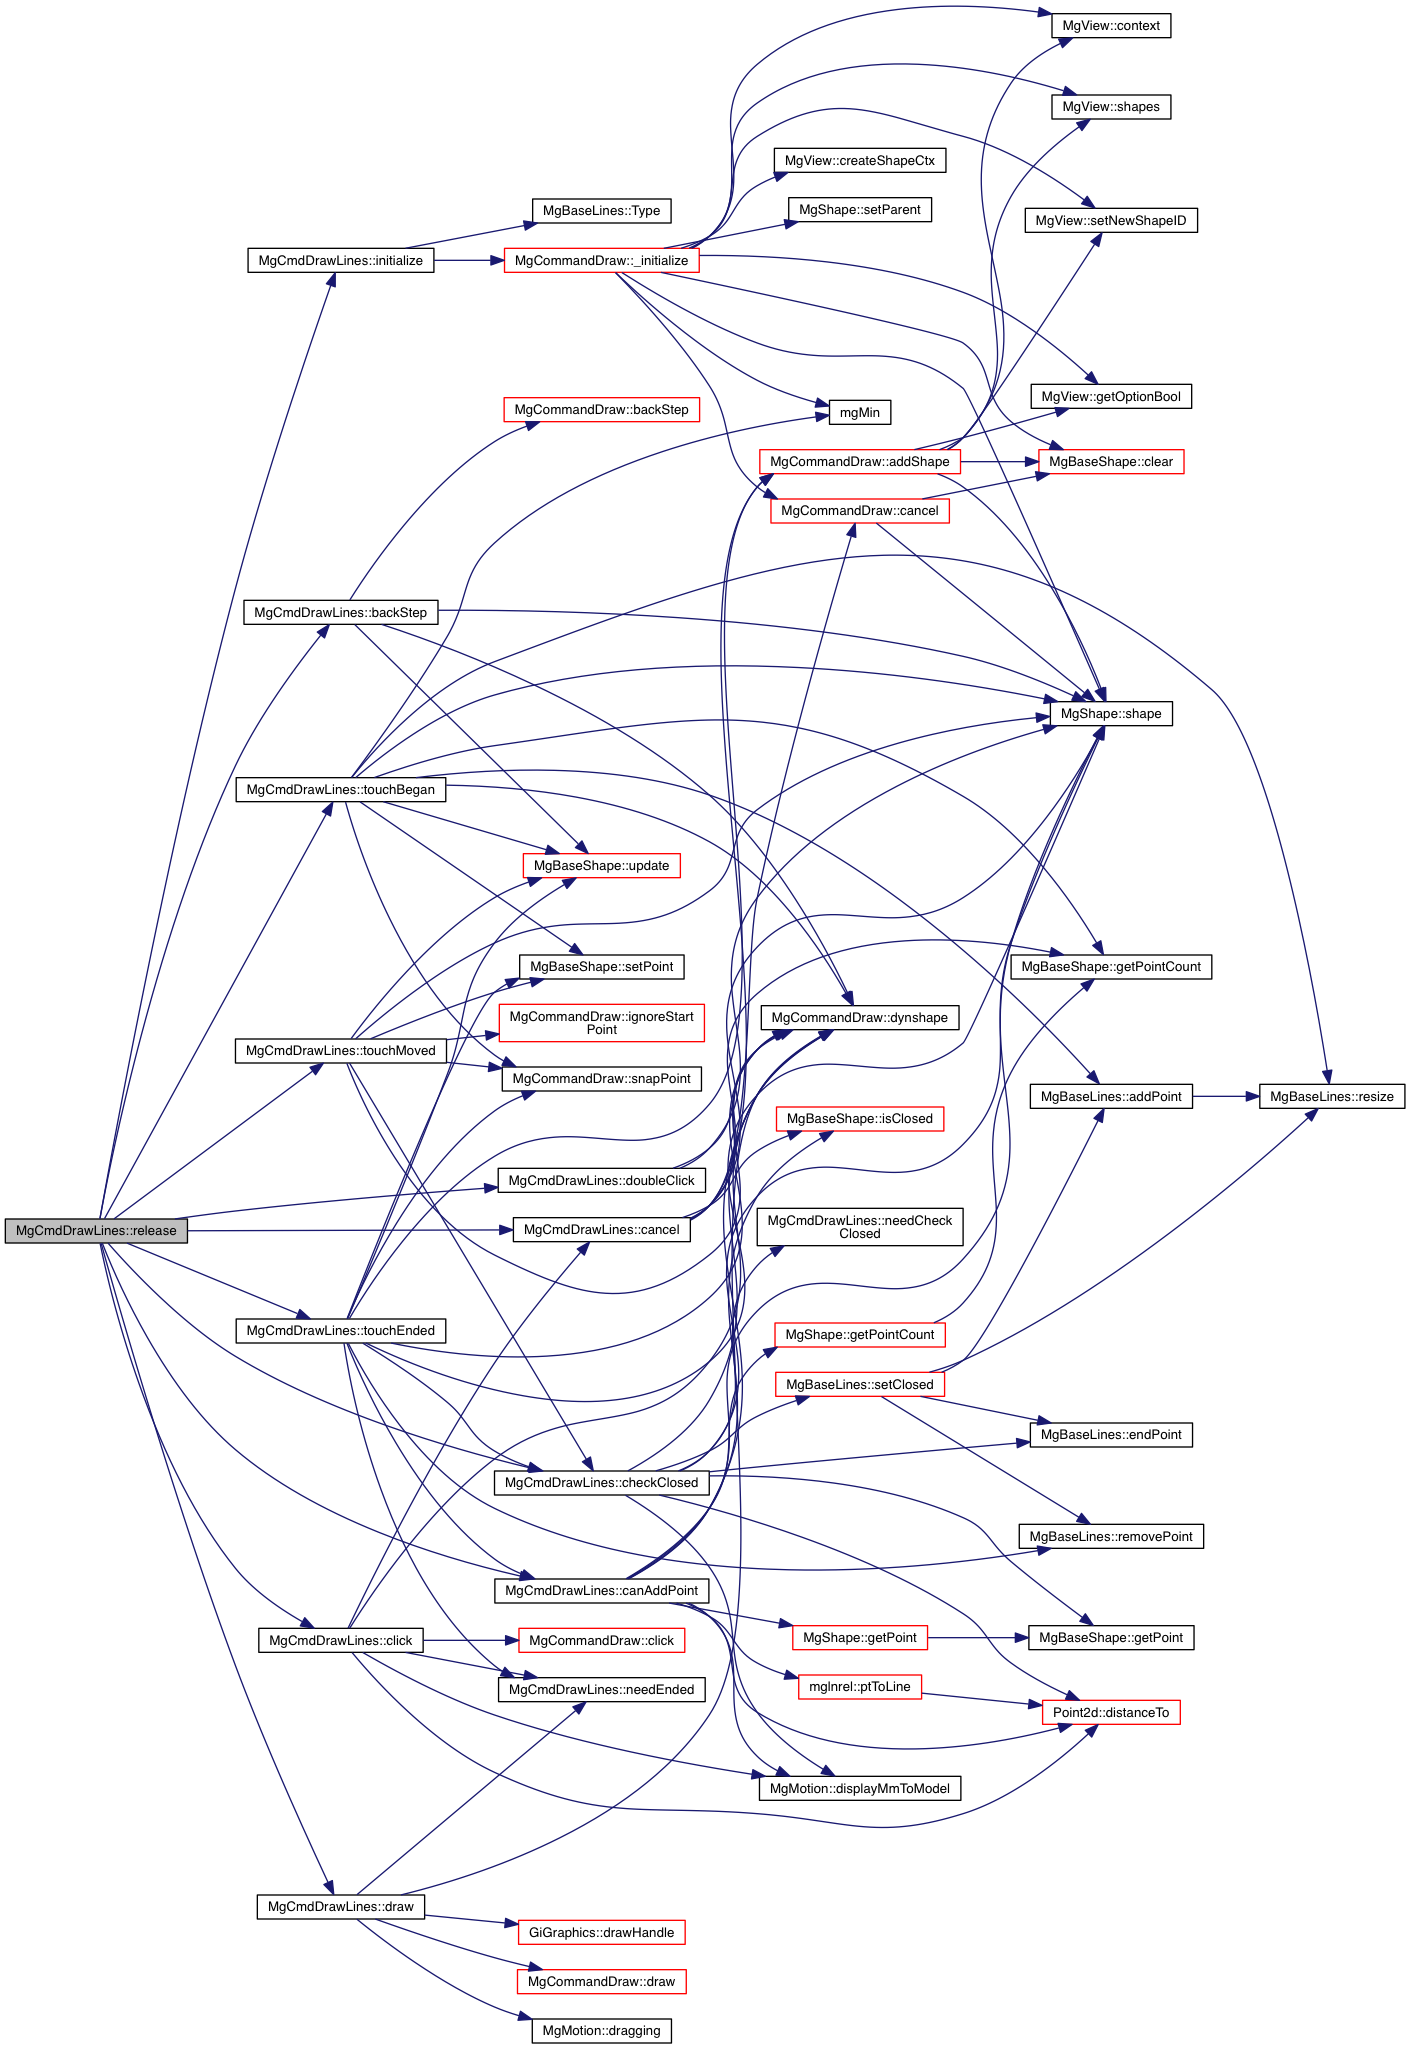 MgView::context
MgView::shapes
MgView::createShapeCtx
MgBaseLines::Type
MgShape::setParent
MgView::setNewShapeID
MgCmdDrawLines::initialize
MgCommandDraw::_initialize
MgView::getOptionBool
MgCommandDraw::backStep
mgMin
MgCommandDraw::addShape
MgBaseShape::clear
MgCommandDraw::cancel
MgCmdDrawLines::backStep
MgShape::shape
MgCmdDrawLines::touchBegan
MgBaseShape::update
MgBaseShape::setPoint
MgBaseShape::getPointCount
MgCommandDraw::ignoreStart
Point
MgCommandDraw::dynshape
MgCmdDrawLines::touchMoved
MgCommandDraw::snapPoint
MgBaseLines::addPoint
MgBaseLines::resize
MgBaseShape::isClosed
MgCmdDrawLines::doubleClick
MgCmdDrawLines::release
MgCmdDrawLines::cancel
MgCmdDrawLines::needCheck
Closed
MgCmdDrawLines::touchEnded
MgShape::getPointCount
MgBaseLines::setClosed
MgBaseLines::endPoint
MgCmdDrawLines::checkClosed
MgBaseLines::removePoint
MgCmdDrawLines::canAddPoint
MgCmdDrawLines::click
MgCommandDraw::click
MgShape::getPoint
MgBaseShape::getPoint
MgCmdDrawLines::needEnded
mglnrel::ptToLine
Point2d::distanceTo
MgMotion::displayMmToModel
MgCmdDrawLines::draw
GiGraphics::drawHandle
MgCommandDraw::draw
MgMotion::dragging